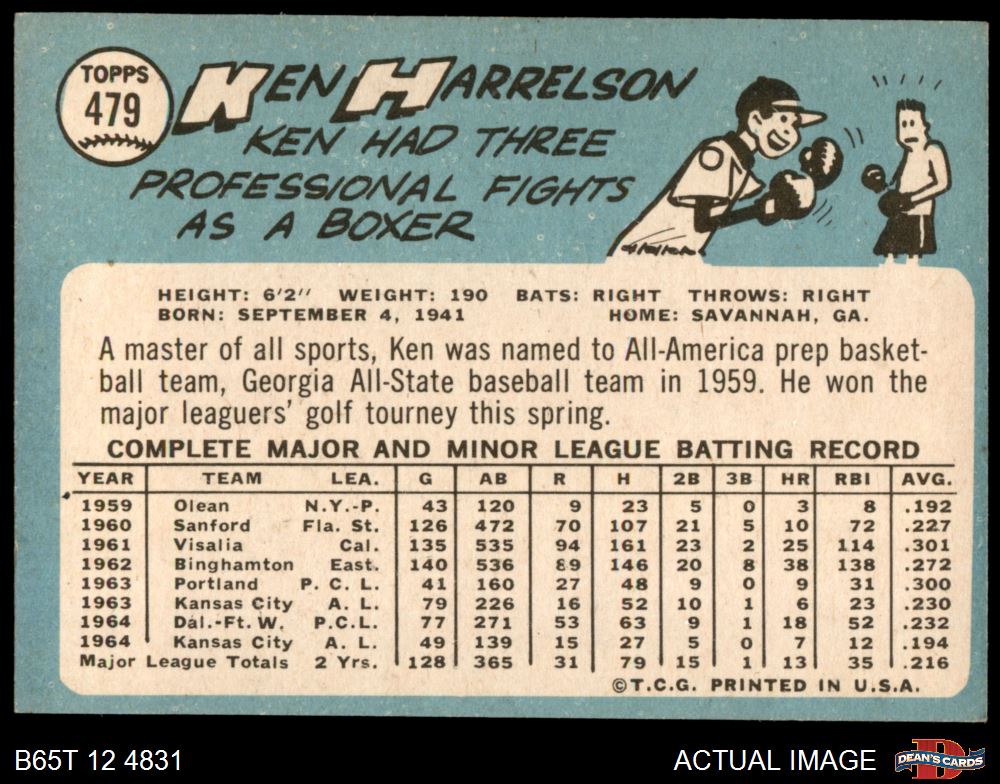 TOPPS
479
KEN HARRELSON
KEN HAD THREE
PROFESSIONAL FIGHTS
AS A BOXER
HEIGHT: 6'2" WEIGHT: 190 BATS: RIGHT THROWS: RIGHT
BORN: SEPTEMBER 4, 1941 HOME: SAVANNAH, GA.
A master of all sports, Ken was named to All-America prep basket-
ball team, Georgia All-State baseball team in 1959. He won the
major leaguers' golf tourney this spring.
COMPLETE MAJOR AND MINOR LEAGUE BATTING RECORD
YEAR TEAM LEA. G AB R H 2B 3B HR RBI AVG.
1959 Olean N.Y.-P. 43 120 9 23 5 0 3 8 .192
1960 Sanford Fla. St. 126 472 70 107 21 5 10 72 .227
1961 Visalia Cal. 135 535 94 161 23 2 25 114 .301
1962 Binghamton East. 140 536 89 146 20 8 38 138 .272
1963 Portland P. C. L. 41 160 27 48 9 0 9 31 .300
1963 Kansas City A. L. 79 226 16 52 10 1 6 23 .230
1964 Dal.-Ft. W. P.C.L. 77 271 53 63 9 1 18 52 .232
1964 Kansas City A. L. 49 139 15 27 5 0 7 12 .194
Major League Totals 2 Yrs. 128 365 31 79 15 1 13 35 .216
©T.C.G. PRINTED IN U.S.A.
B65T 12 4831 ACTUAL IMAGE D DEAN'S CARDS